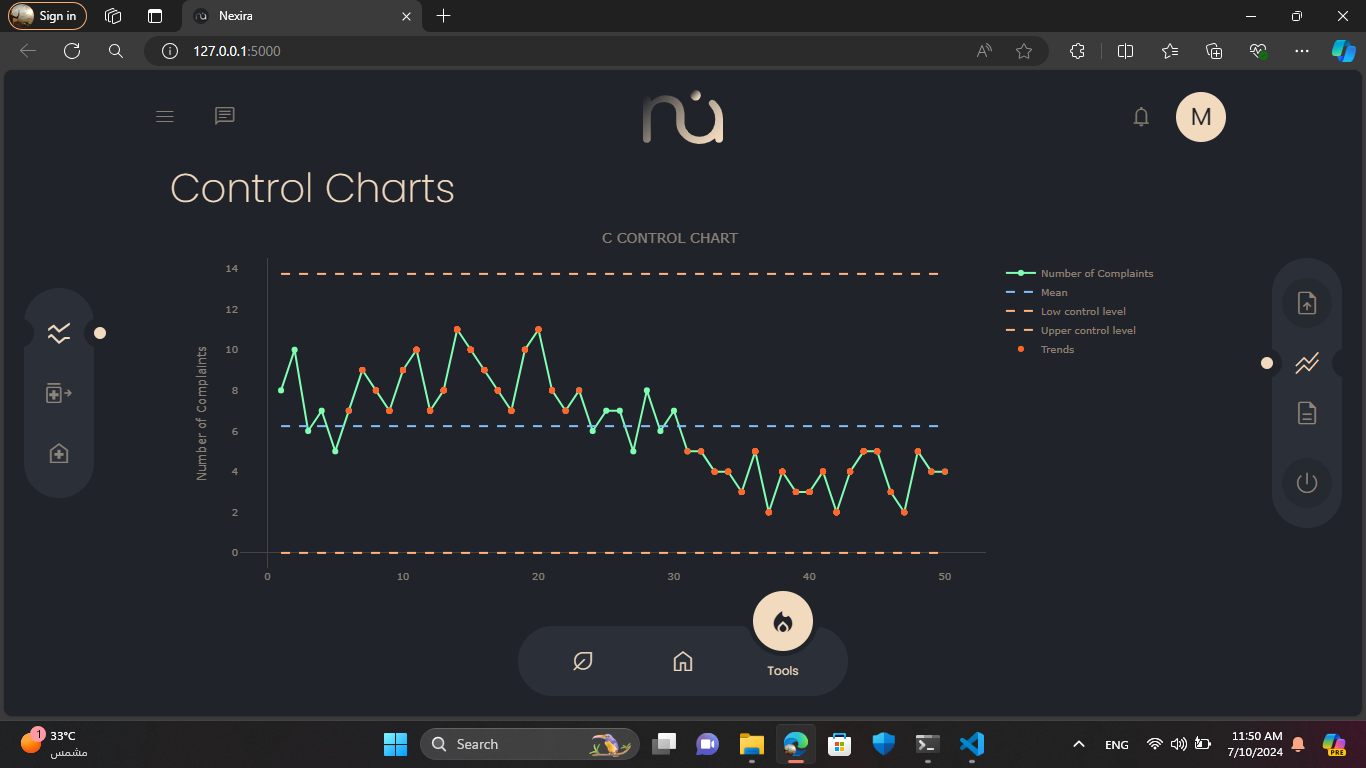 Sign in
Nexira
127.0.0.1:5000
M
Control Charts
C CONTROL CHART
Number of Complaints
14
12
10
8
6
4
2
0
0 10 20 30 40 50
Number of Complaints
Mean
Low control level
Upper control level
Trends
Tools
1
33°C
مشمس
Search
ENG
11:50 AM
7/10/2024
PRE